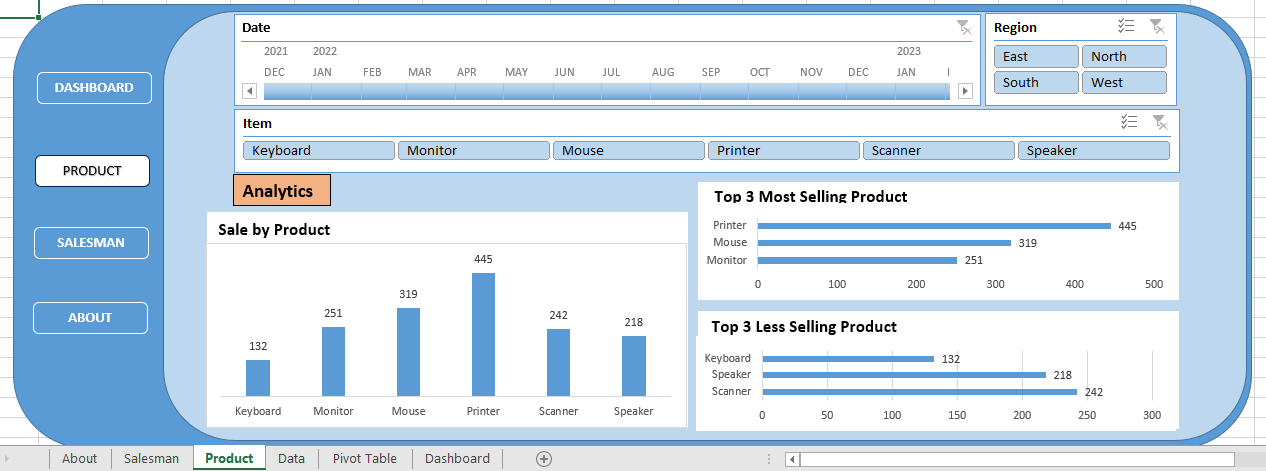 DASHBOARD
PRODUCT
SALESMAN
ABOUT
Date
2021 2022 2023
DEC JAN FEB MAR APR MAY JUN JUL AUG SEP OCT NOV DEC JAN
Region
East North
South West
Item
Keyboard Monitor Mouse Printer Scanner Speaker
Analytics
Sale by Product
445
319
251
242
218
132
Keyboard Monitor Mouse Printer Scanner Speaker
Top 3 Most Selling Product
Printer 445
Mouse 319
Monitor 251
0 100 200 300 400 500
Top 3 Less Selling Product
Keyboard 132
Speaker 218
Scanner 242
0 50 100 150 200 250 300
About Salesman Product Data Pivot Table Dashboard